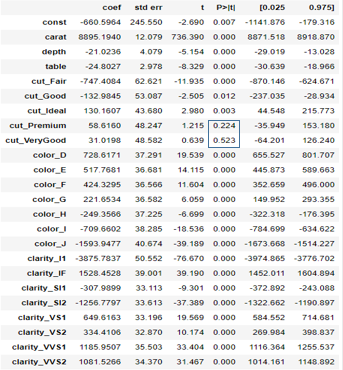 coef std err t P>|t| [0.025 0.975]
const -660.5964 245.550 -2.690 0.007 -1141.876 -179.316
carat 8895.1940 12.079 736.390 0.000 8871.518 8918.870
depth -21.0236 4.079 -5.154 0.000 -29.019 -13.028
table -24.8027 2.978 -8.329 0.000 -30.639 -18.966
cut_Fair -747.4084 62.621 -11.935 0.000 -870.146 -624.671
cut_Good -132.9845 53.087 -2.505 0.012 -237.035 -28.934
cut_Ideal 130.1607 43.680 2.980 0.003 44.548 215.773
cut_Premium 58.6160 48.247 1.215 0.224 -35.949 153.180
cut_VeryGood 31.0198 48.582 0.639 0.523 -64.201 126.240
color_D 728.6171 37.291 19.539 0.000 655.527 801.707
color_E 517.7681 36.681 14.115 0.000 445.873 589.663
color_F 424.3295 36.566 11.604 0.000 352.659 496.000
color_G 221.6534 36.582 6.059 0.000 149.952 293.355
color_H -249.3566 37.225 -6.699 0.000 -322.318 -176.395
color_I -709.6602 38.285 -18.536 0.000 -784.699 -634.622
color_J -1593.9477 40.674 -39.189 0.000 -1673.668 -1514.227
clarity_I1 -3875.7837 50.552 -76.670 0.000 -3974.865 -3776.702
clarity_IF 1528.4528 39.001 39.190 0.000 1452.011 1604.894
clarity_SI1 -307.9899 33.113 -9.301 0.000 -372.892 -243.088
clarity_SI2 -1256.7797 33.613 -37.389 0.000 -1322.662 -1190.897
clarity_VS1 649.6163 33.196 19.569 0.000 584.552 714.681
clarity_VS2 334.4106 32.870 10.174 0.000 269.984 398.837
clarity_VVS1 1185.9507 35.503 33.404 0.000 1116.364 1255.537
clarity_VVS2 1081.5266 34.370 31.467 0.000 1014.161 1148.892